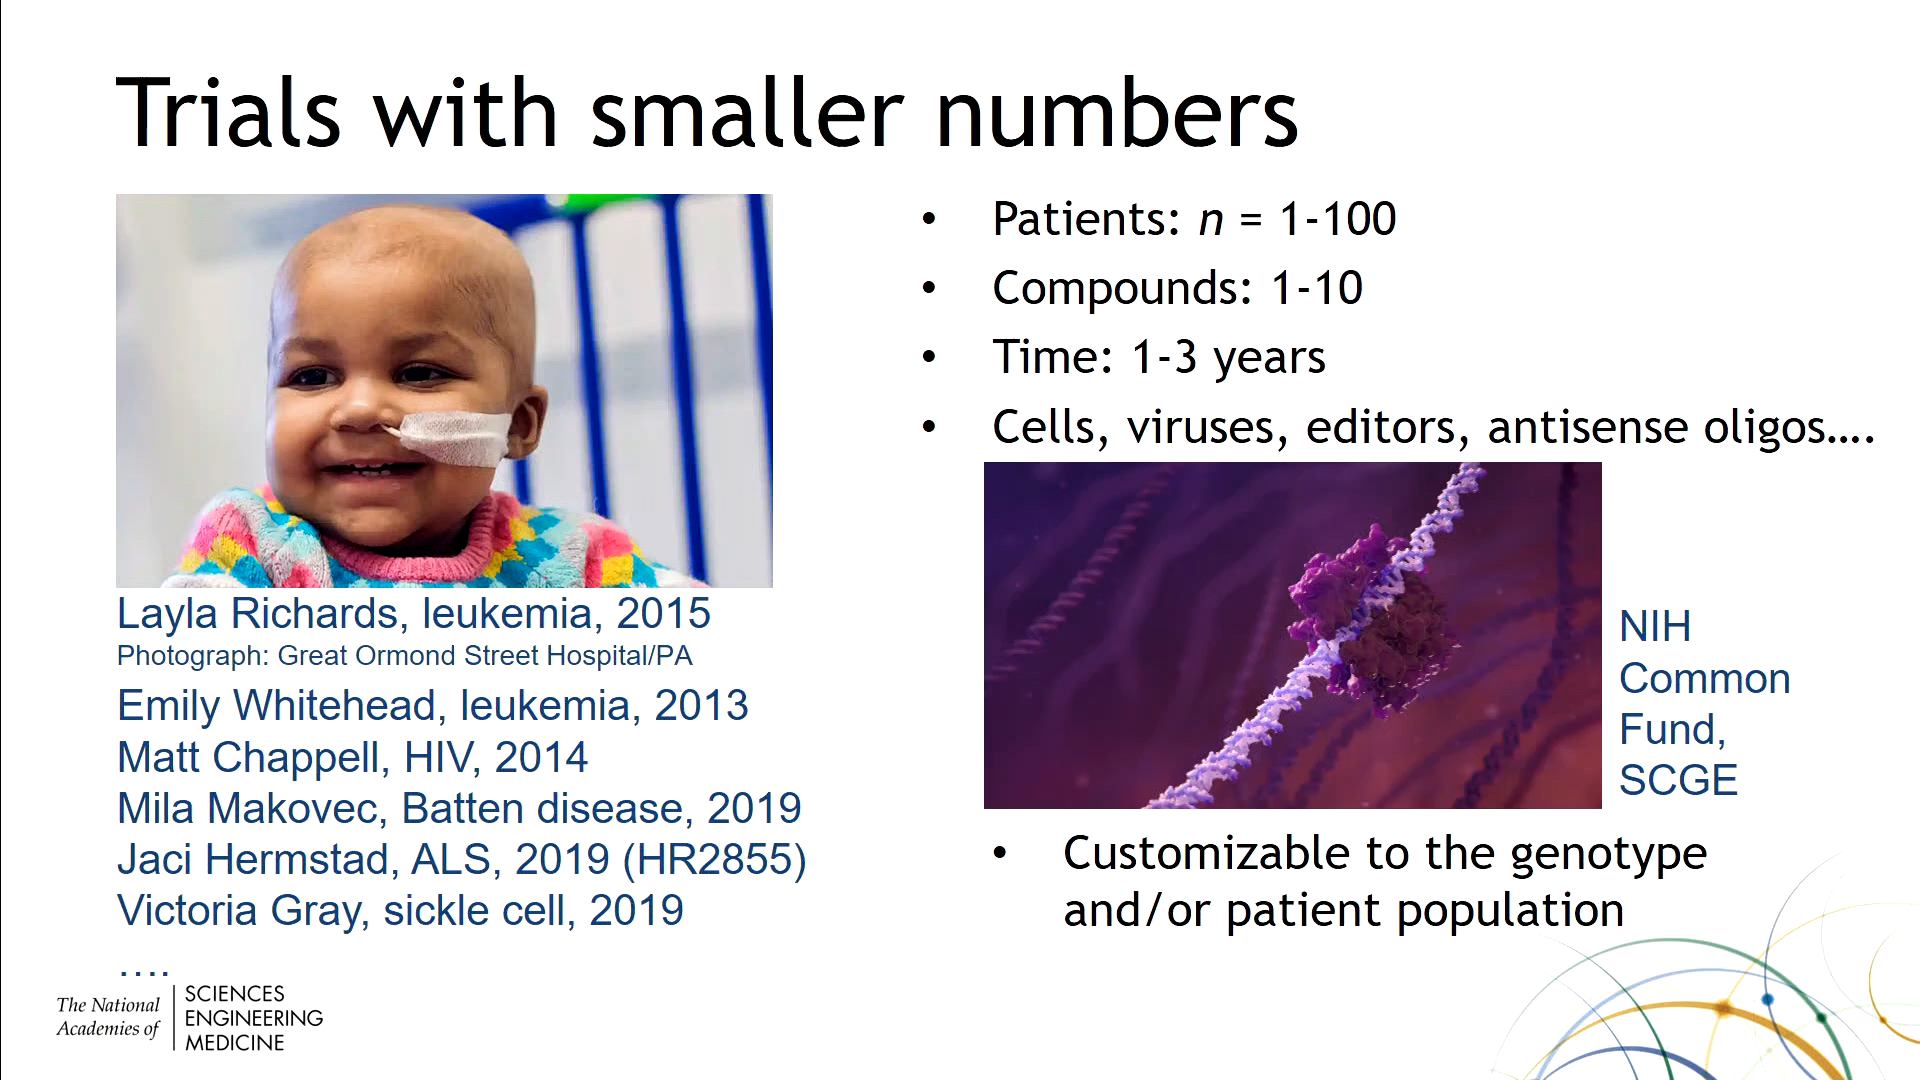 Trials with smaller numbers
Layla Richards, leukemia, 2015
Photograph: Great Ormond Street Hospital/PA
Emily Whitehead, leukemia, 2013
Matt Chappell, HIV, 2014
Mila Makovec, Batten disease, 2019
Jaci Hermstad, ALS, 2019 (HR2855)
Victoria Gray, sickle cell, 2019
....
• Patients: n = 1-100
• Compounds: 1-10
• Time: 1-3 years
• Cells, viruses, editors, antisense oligos....
NIH
Common
Fund,
SCGE
• Customizable to the genotype
and/or patient population
The National
Academies of
SCIENCES
ENGINEERING
MEDICINE